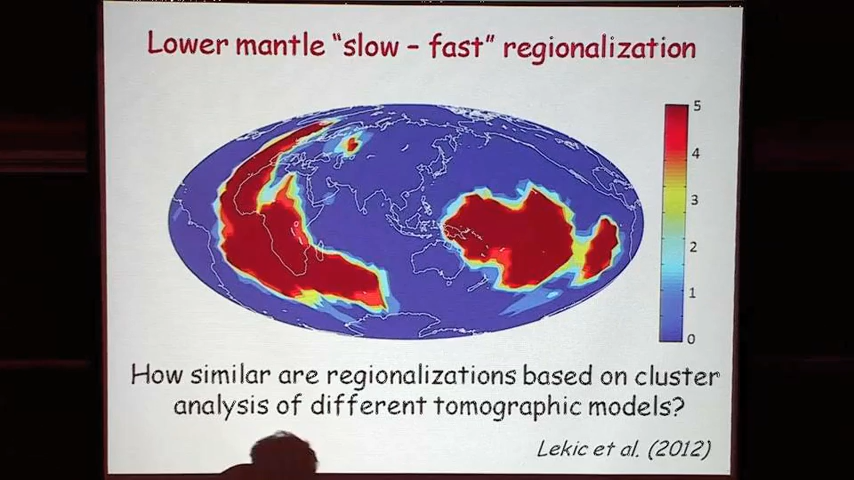 Lower mantle “slow – fast” regionalization
5
4
3
2
1
0
How similar are regionalizations based on cluster
analysis of different tomographic models?
Lekic et al. (2012)